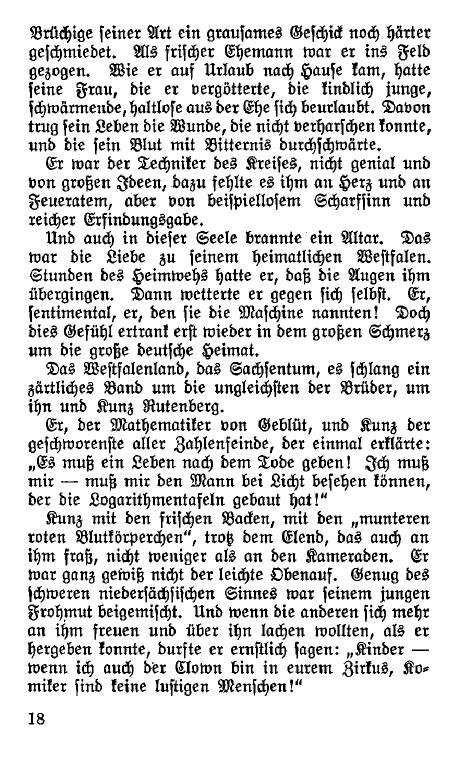 Brüchige seiner Art ein grausames Geschick noch härter
geschmiedet. Als frischer Ehemann war er ins Feld
gezogen. Wie er auf Urlaub nach Hause kam, hatte
seine Frau, die er vergötterte, die kindlich junge,
schwärmende, haltlose aus der Ehe sich beurlaubt. Davon
trug sein Leben die Wunde, die nicht verharschen konnte,
und die sein Blut mit Bitternis durchschwärte.
Er war der Techniker des Kreises, nicht genial und
von großen Ideen, dazu fehlte es ihm an Herz und an
Feueratem, aber von beispiellosem Scharfsinn und
reicher Erfindungsgabe.
Und auch in dieser Seele brannte ein Altar. Das
war die Liebe zu seinem heimatlichen Westfalen.
Stunden des Heimwehs hatte er, daß die Augen ihm
übergingen. Dann wetterte er gegen sich selbst. Er,
sentimental, er, den sie die Maschine nannten! Doch
dies Gefühl ertrank erst wieder in dem großen Schmerz
um die große deutsche Heimat.
Das Westfalenland, das Sachsentum, es schlang ein
zärtliches Band um die ungleichsten der Brüder, um
ihn und Kunz Rutenberg.
Er, der Mathematiker von Geblüt, und Kunz der
geschworenste aller Zahlenfeinde, der einmal erklärte:
„Es muß ein Leben nach dem Tode geben! Ich muß
mir — muß mir den Mann bei Licht besehen können,
der die Logarithmentafeln gebaut hat!“
Kunz mit den frischen Backen, mit den „munteren
roten Blutkörperchen“, trotz dem Elend, das auch an
ihm fraß, nicht weniger als an den Kameraden. Er
war ganz gewiß nicht der leichte Obenauf. Genug des
schweren niedersächsischen Sinnes war seinem jungen
Frohmut beigemischt. Und wenn die anderen sich mehr
an ihm freuen und über ihn lachen wollten, als er
hergeben konnte, durfte er ernstlich sagen: „Kinder —
wenn ich auch der Clown bin in eurem Zirkus, Ko-
miker sind keine lustigen Menschen!“
18